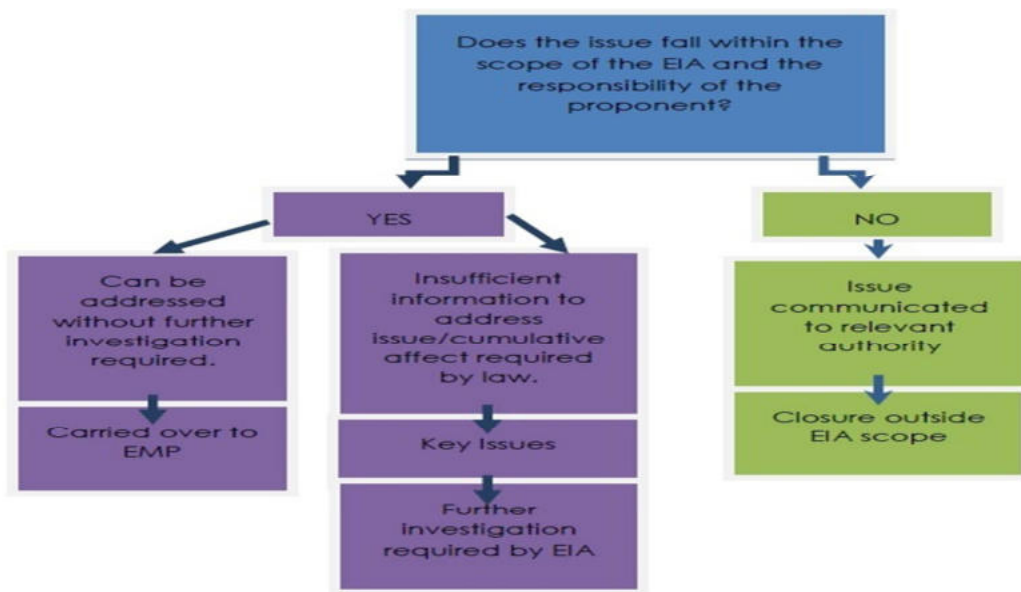 Does the issue fall within the
scope of the EIA and the
responsibility of the
proponent?
YES
NO
Can be
addressed
without further
investigation
required.
Insufficient
information to
address
issue/cumulative
affect required
by law.
Issue
communicated
to relevant
authority
Carried over to
EMP
Key Issues
Closure outside
EIA scope
Further
investigation
required by EIA